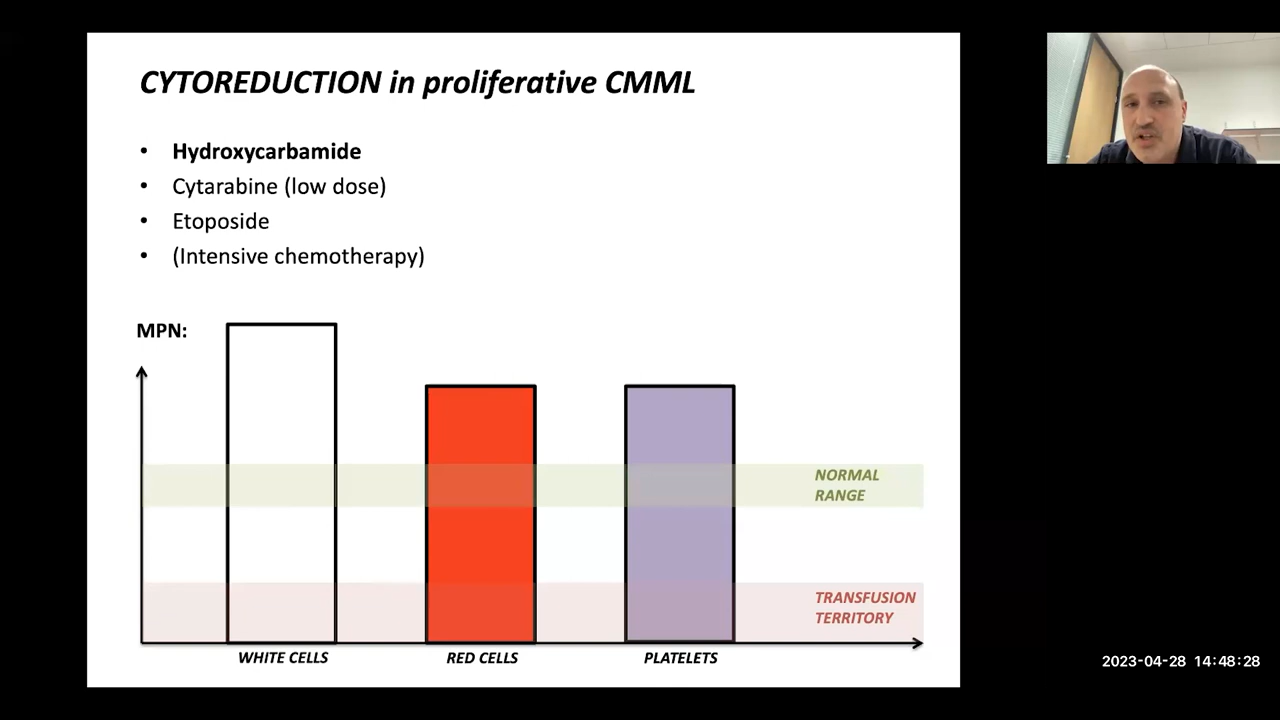 CYTOREDUCTION in proliferative CMML
• Hydroxycarbamide
• Cytarabine (low dose)
• Etoposide
• (Intensive chemotherapy)
MPN:
NORMAL
RANGE
TRANSFUSION
TERRITORY
WHITE CELLS
RED CELLS
PLATELETS
2023-04-28 14:48:28